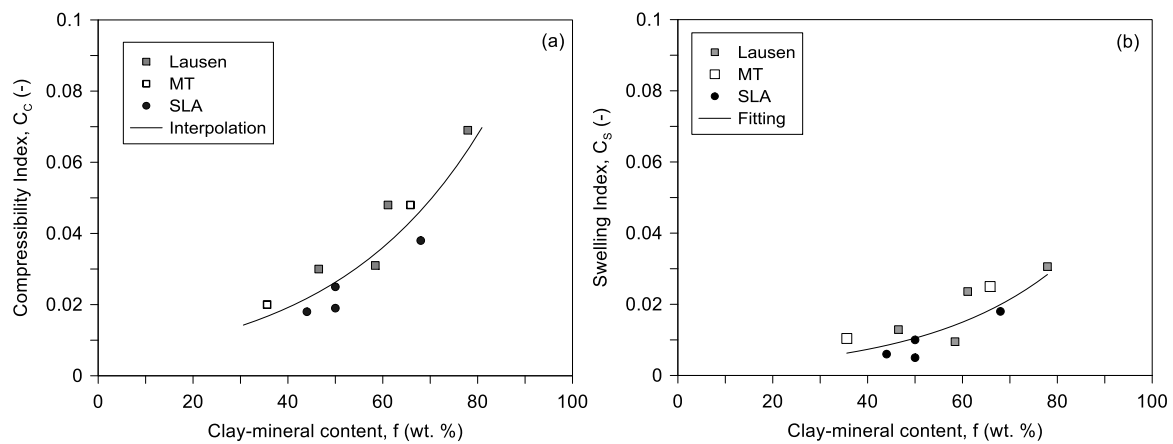 (a)
Lausen
MT
SLA
Interpolation
Compressibility Index, C_C (-)
0.1
0.08
0.06
0.04
0.02
0
0 20 40 60 80 100
Clay-mineral content, f (wt. %)
(b)
Lausen
MT
SLA
Fitting
Swelling Index, C_S (-)
0.1
0.08
0.06
0.04
0.02
0
0 20 40 60 80 100
Clay-mineral content, f (wt. %)